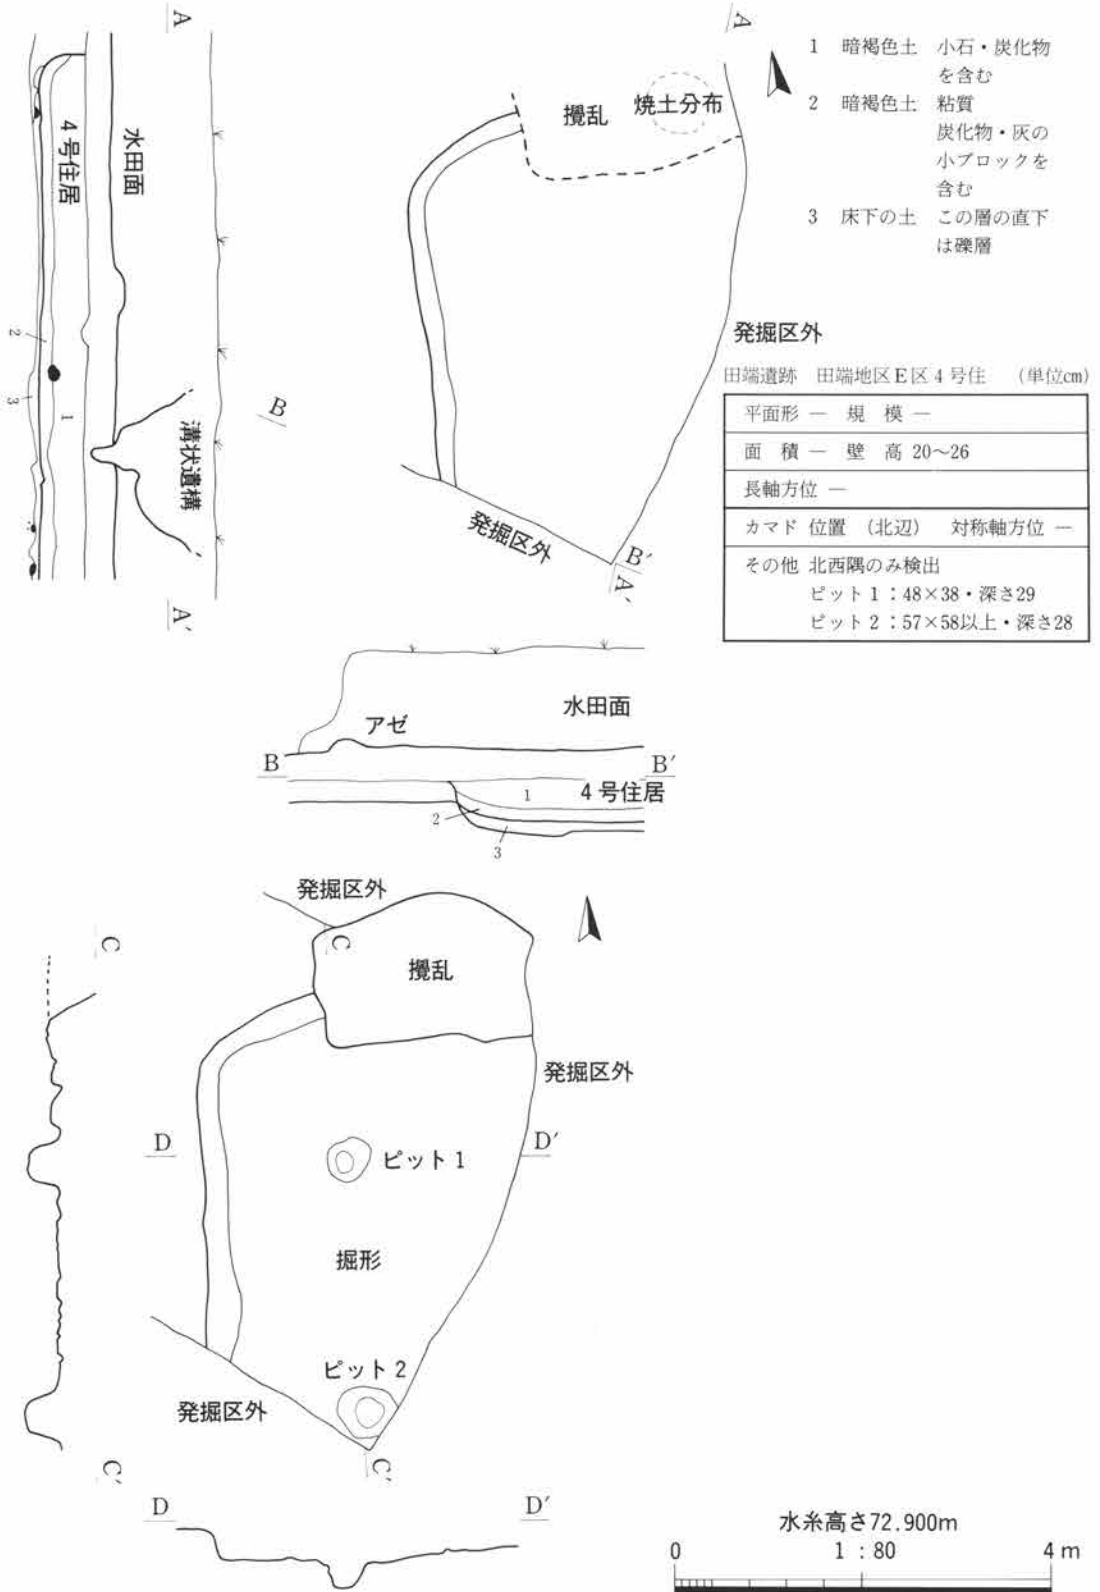 A
水田面
4号住居
1
2
3
溝状遺構
A′
A
攪乱
焼土分布
B
発掘区外
発掘区外
B′
A′
1 暗褐色土 小石・炭化物
を含む
2 暗褐色土 粘質
炭化物・灰の
小ブロックを
含む
3 床下の土 この層の直下
は礫層
田端遺跡 田端地区E区4号住 (単位cm)
平面形 ― 規 模 ―
面 積 ― 壁 高 20〜26
長軸方位 ―
カマド 位置 (北辺) 対称軸方位 ―
その他 北西隅のみ検出
ピット1:48×38・深さ29
ピット2:57×58以上・深さ28
水田面
アゼ
B
B′
1
4号住居
2
3
発掘区外
C
C
攪乱
発掘区外
D
D′
ピット1
掘形
ピット2
発掘区外
C′
C′
D
D′
水糸高さ72.900m
0 1:80 4m